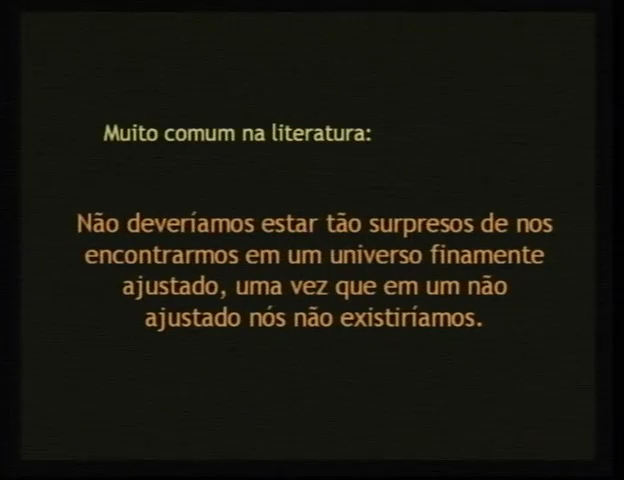 Muito comum na literatura:
Não deveríamos estar tão surpresos de nos
encontrarmos em um universo finamente
ajustado, uma vez que em um não
ajustado nós não existiríamos.